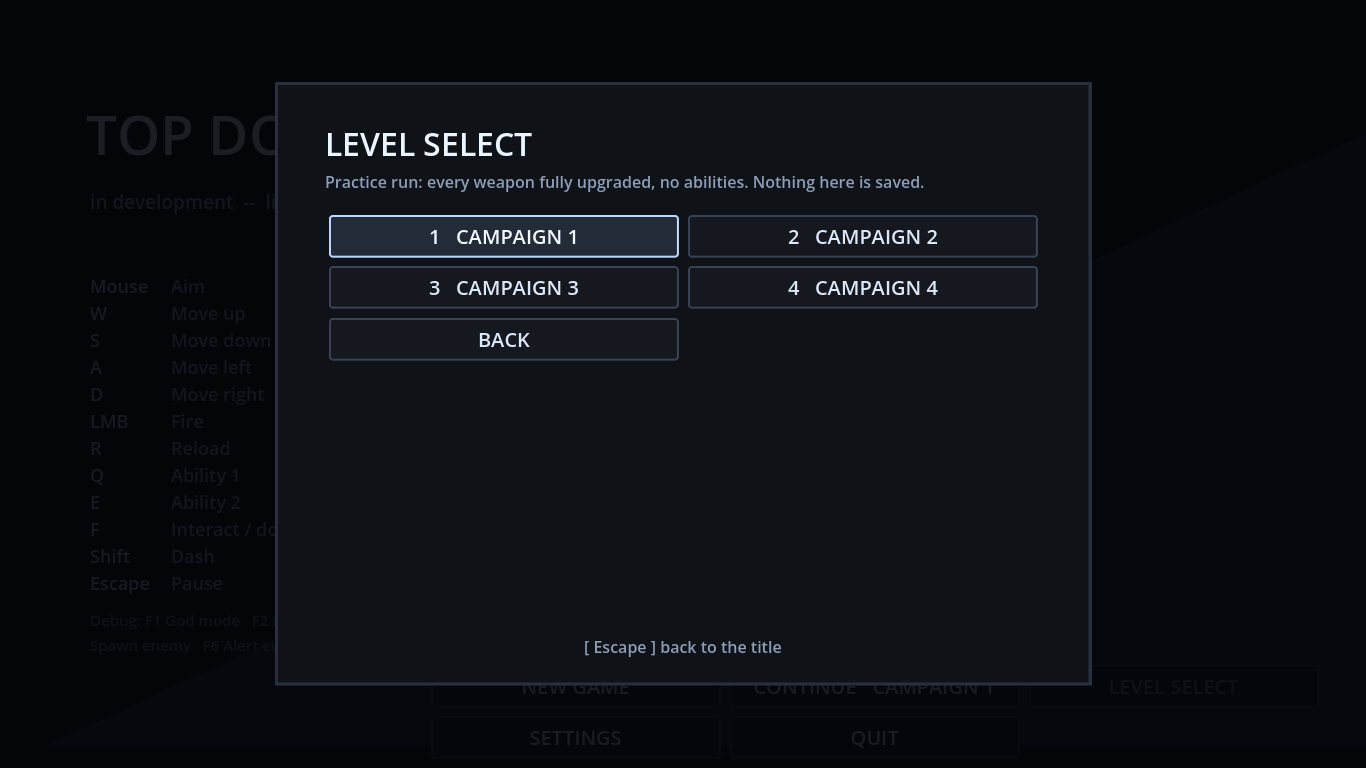 TOP DO
in development -- li
LEVEL SELECT
Practice run: every weapon fully upgraded, no abilities. Nothing here is saved.
1 CAMPAIGN 1
2 CAMPAIGN 2
3 CAMPAIGN 3
4 CAMPAIGN 4
BACK
Mouse Aim
W Move up
S Move down
A Move left
D Move right
LMB Fire
R Reload
Q Ability 1
E Ability 2
F Interact / do
Shift Dash
Escape Pause
Debug: F1 God mode F2
Spawn enemy F6 Alert
[ Escape ] back to the title
NEW GAME
CONTINUE CAMPAIGN 1
LEVEL SELECT
SETTINGS
QUIT